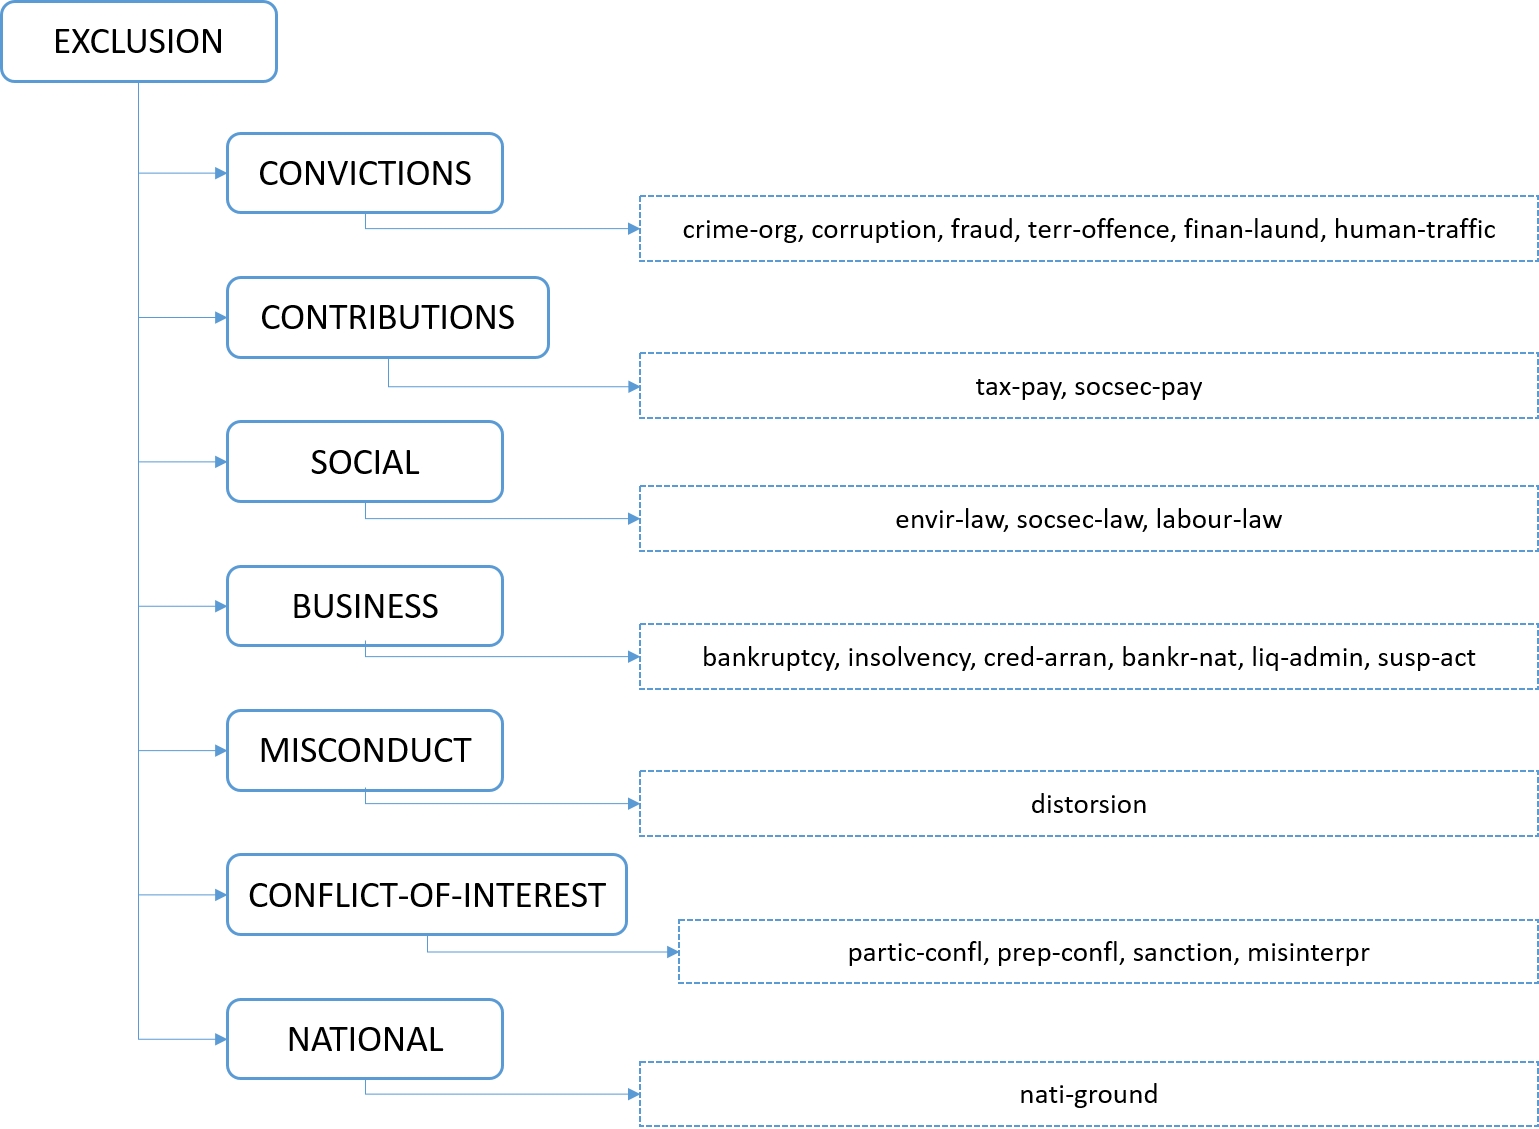 EXCLUSION
CONVICTIONS
crime-org, corruption, fraud, terr-offence, finan-laund, human-traffic
CONTRIBUTIONS
tax-pay, socsec-pay
SOCIAL
envir-law, socsec-law, labour-law
BUSINESS
bankruptcy, insolvency, cred-arran, bankr-nat, liq-admin, susp-act
MISCONDUCT
distorsion
CONFLICT-OF-INTEREST
partic-confl, prep-confl, sanction, misinterpr
NATIONAL
nati-ground